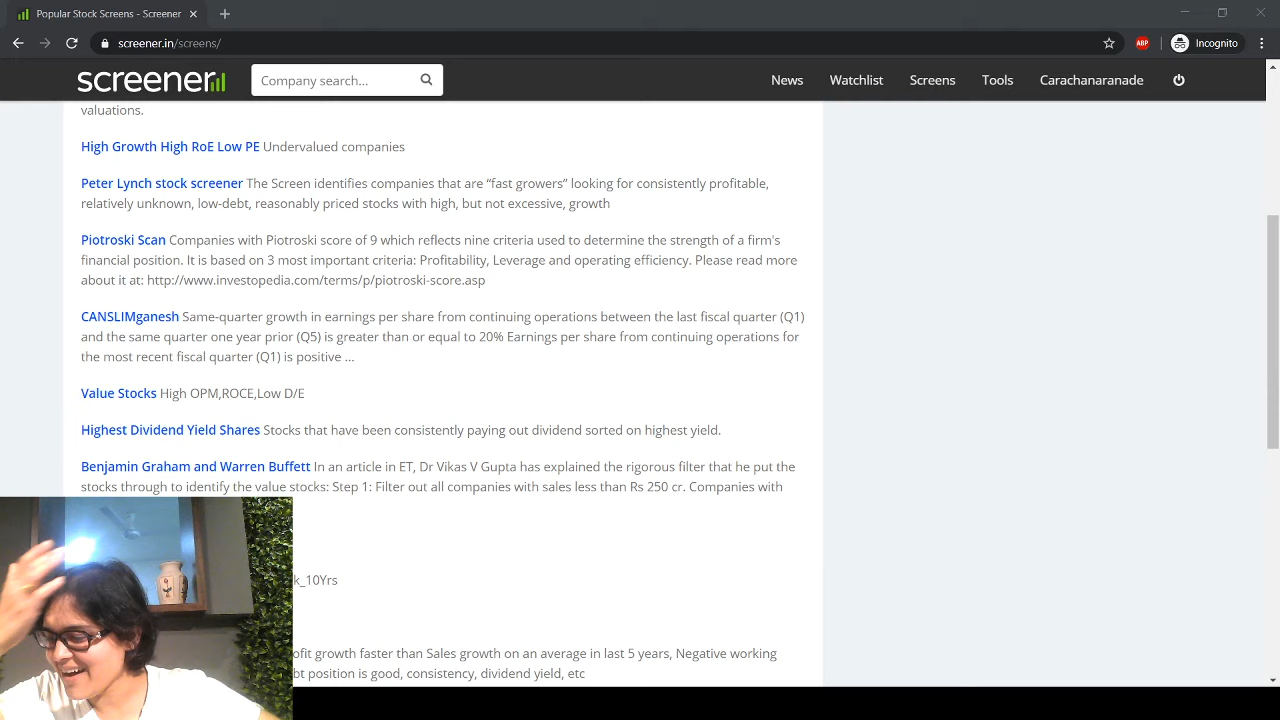 Popular Stock Screens - Screener
screener.in/screens/
ABP
Incognito
screener
Company search...
News
Watchlist
Screens
Tools
Carachanaranade
valuations.
High Growth High RoE Low PE Undervalued companies
Peter Lynch stock screener The Screen identifies companies that are “fast growers” looking for consistently profitable,
relatively unknown, low-debt, reasonably priced stocks with high, but not excessive, growth
Piotroski Scan Companies with Piotroski score of 9 which reflects nine criteria used to determine the strength of a firm's
financial position. It is based on 3 most important criteria: Profitability, Leverage and operating efficiency. Please read more
about it at: http://www.investopedia.com/terms/p/piotroski-score.asp
CANSLIMganesh Same-quarter growth in earnings per share from continuing operations between the last fiscal quarter (Q1)
and the same quarter one year prior (Q5) is greater than or equal to 20% Earnings per share from continuing operations for
the most recent fiscal quarter (Q1) is positive ...
Value Stocks High OPM,ROCE,Low D/E
Highest Dividend Yield Shares Stocks that have been consistently paying out dividend sorted on highest yield.
Benjamin Graham and Warren Buffett In an article in ET, Dr Vikas V Gupta has explained the rigorous filter that he put the
stocks through to identify the value stocks: Step 1: Filter out all companies with sales less than Rs 250 cr. Companies with
k_10Yrs
ofit growth faster than Sales growth on an average in last 5 years, Negative working
bt position is good, consistency, dividend yield, etc